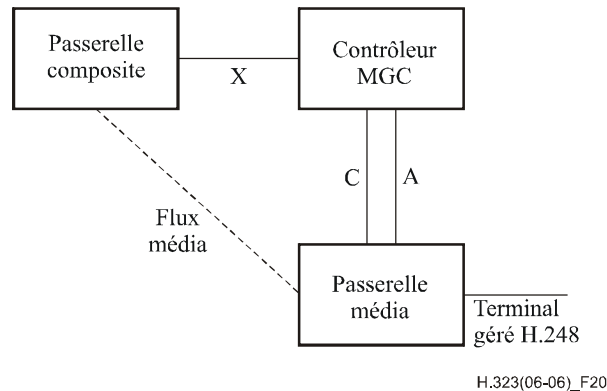 Passerelle
composite
X
Contrôleur
MGC
C
A
Flux
média
Passerelle
média
Terminal
géré H.248
H.323(06-06)_F20